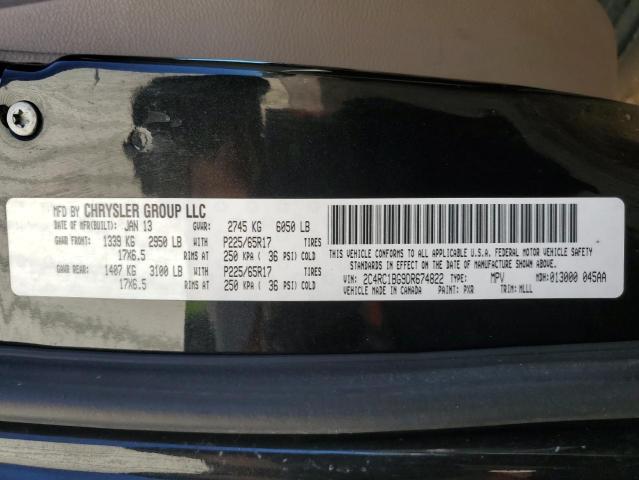 MFD BY CHRYSLER GROUP LLC
DATE OF MFR(BUILT): JAN 13 GVWR: 2745 KG 6050 LB
GAWR FRONT: 1339 KG 2950 LB WITH P225/65R17 TIRES
17X6.5 RIMS AT 250 KPA ( 36 PSI) COLD
GAWR REAR: 1407 KG 3100 LB WITH P225/65R17 TIRES
17X6.5 RIMS AT 250 KPA ( 36 PSI) COLD
THIS VEHICLE CONFORMS TO ALL APPLICABLE U.S.A. FEDERAL MOTOR VEHICLE SAFETY
STANDARDS IN EFFECT ON THE DATE OF MANUFACTURE SHOWN ABOVE.
VIN: 2C4RC1BG9DR674822 TYPE: MPV MDH:013000 045AA
VEHICLE MADE IN CANADA PAINT: PXR TRIM: MLLL